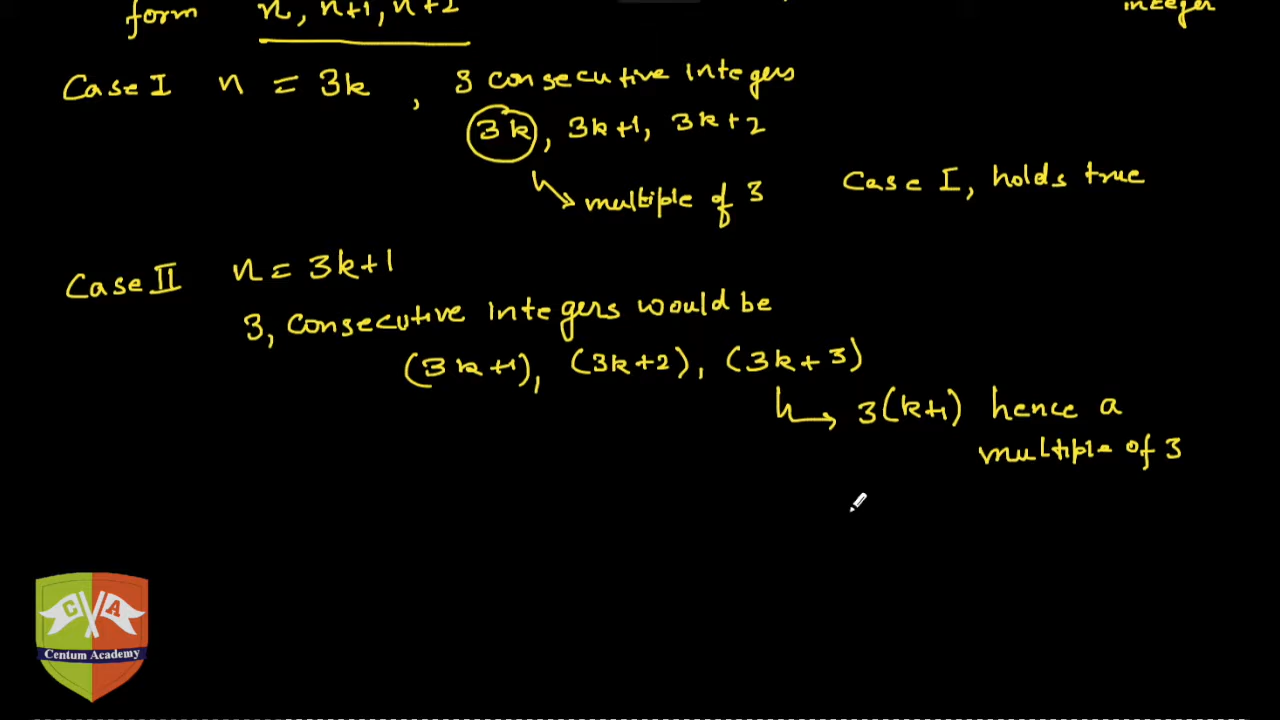 form n, n+1, n+2
integer
Case I n = 3k , 3 consecutive integers
3k, 3k+1, 3k+2
multiple of 3 Case I, holds true
Case II n = 3k+1
3, consecutive integers would be
(3k+1), (3k+2), (3k+3)
3(k+1) hence a
multiple of 3
C A
Centum Academy